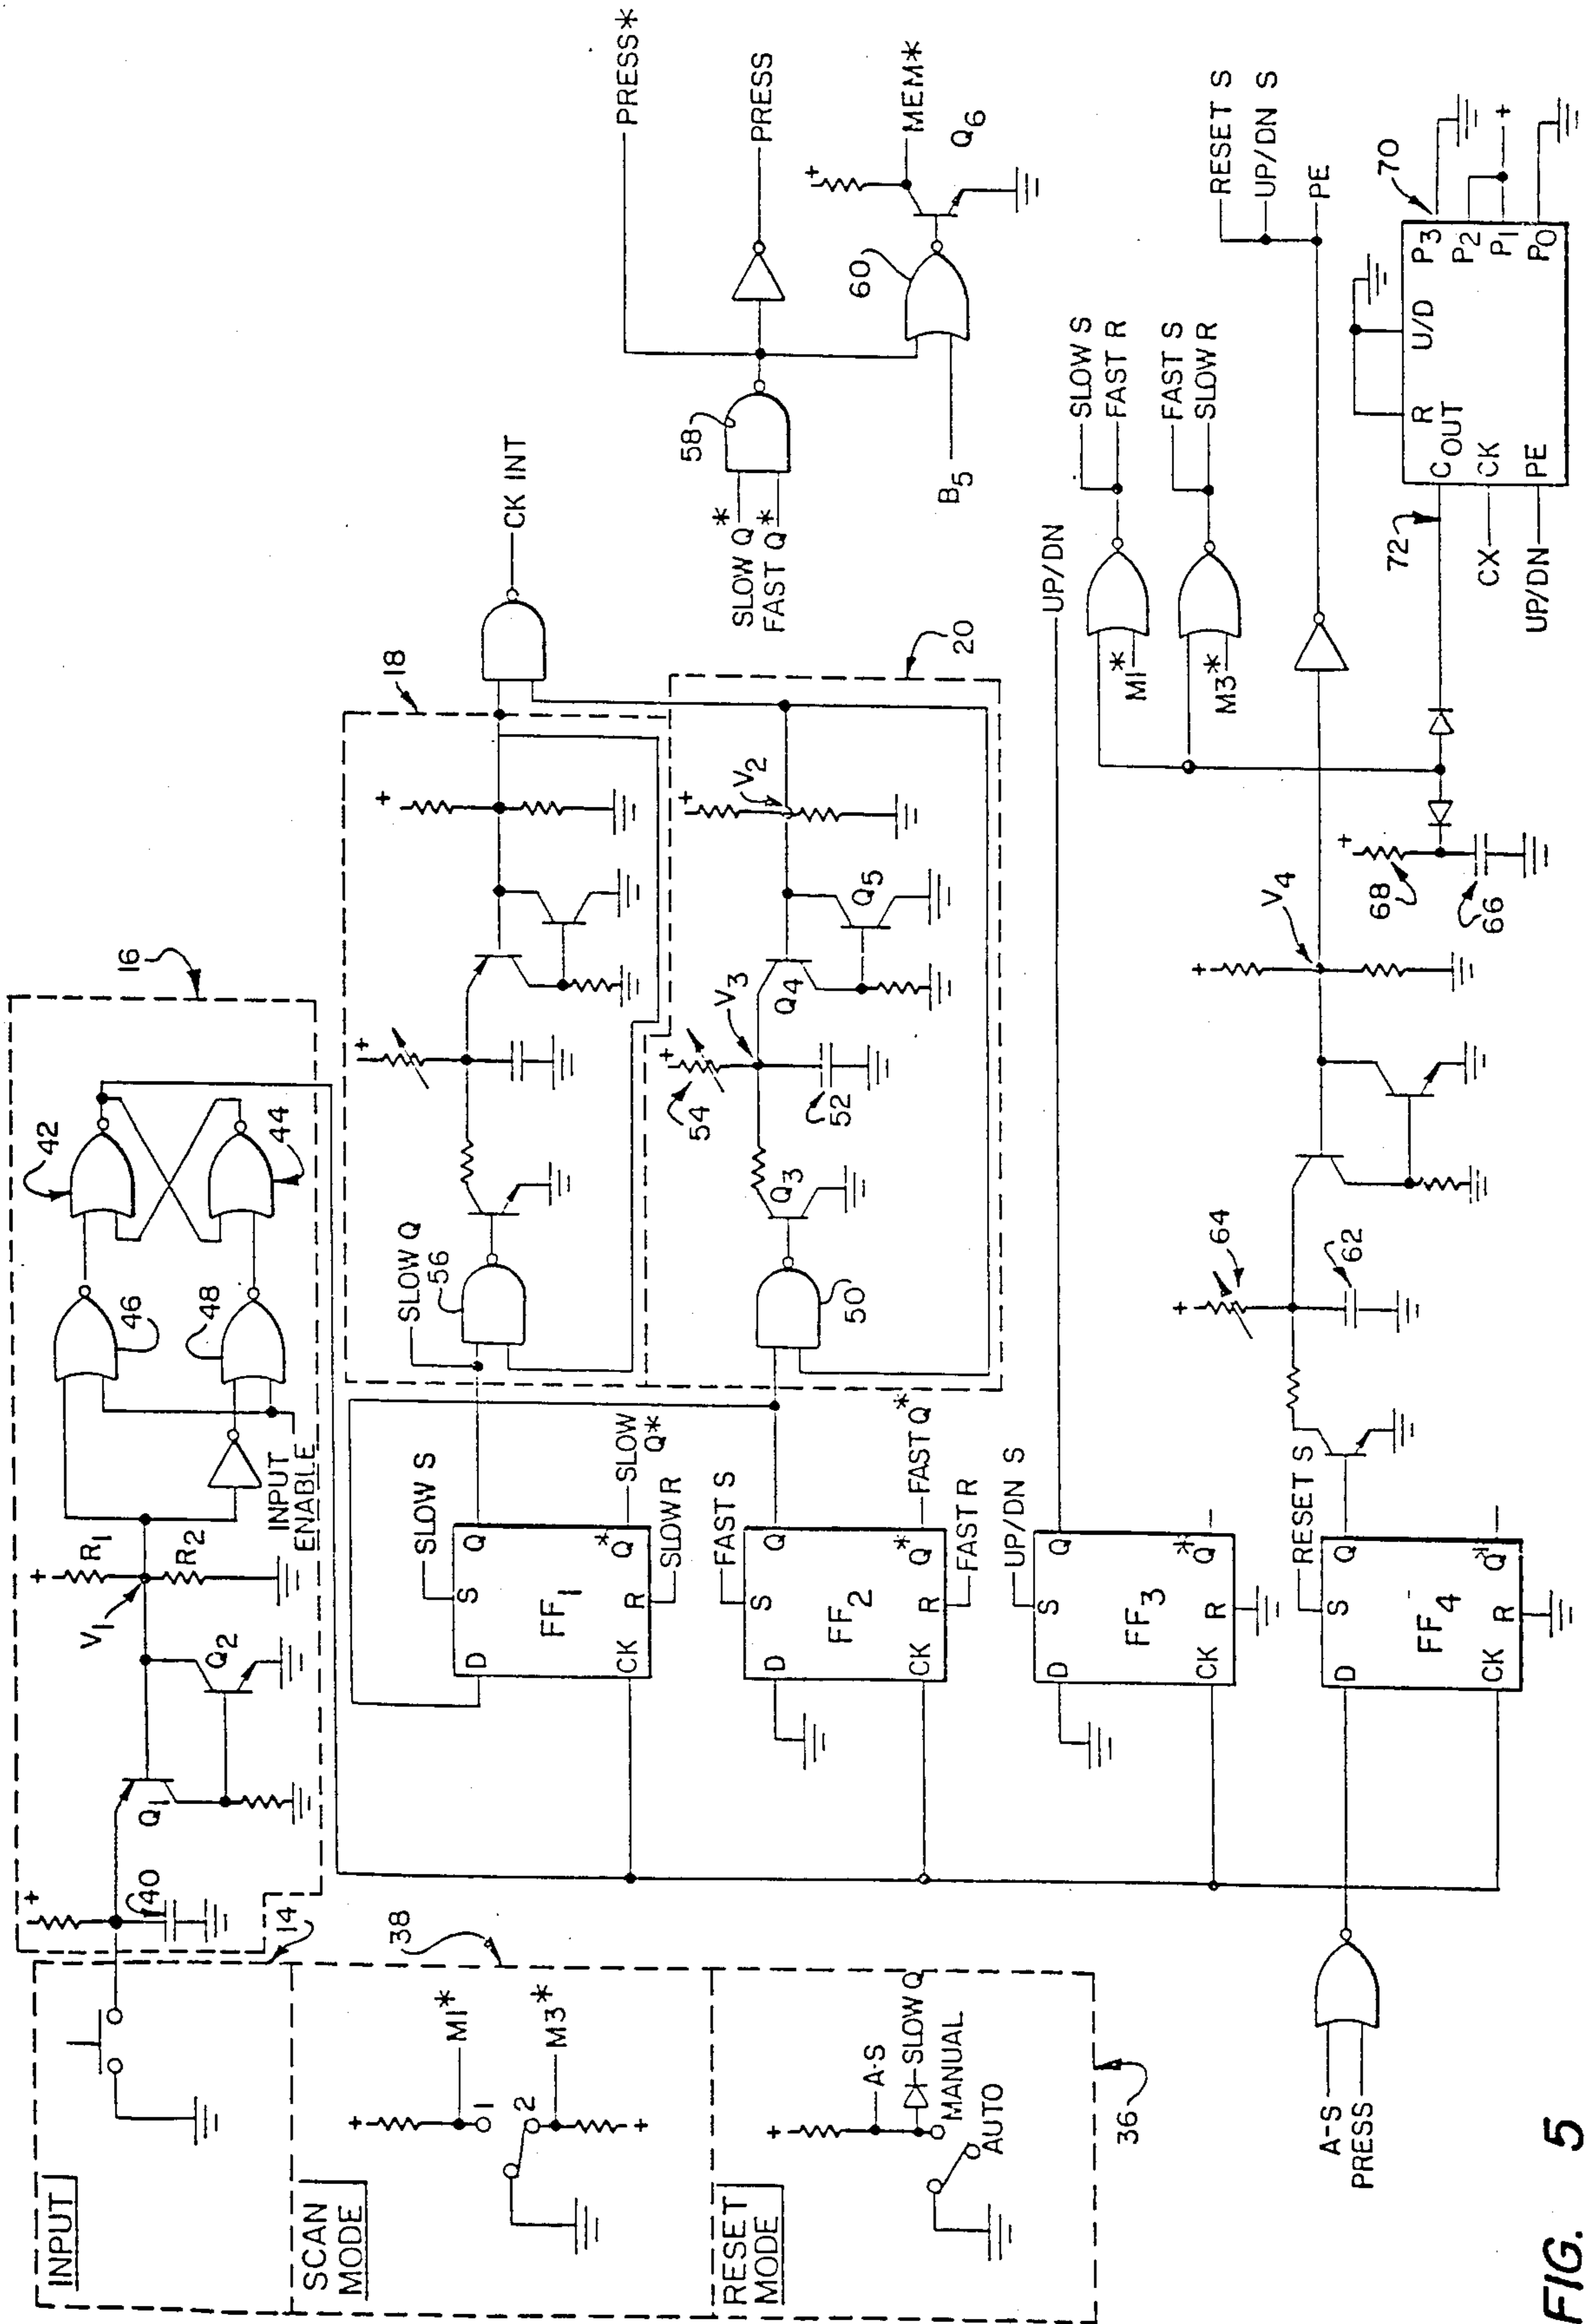 INPUT
14
+
40
Q1
Q2
V1
+
R1
R2
INPUT
ENABLE
46
48
42
44
16
SCAN
MODE
38
+
M1*
1
2
M3*
+
RESET
MODE
+
A-S
SLOW Q
MANUAL
AUTO
36
SLOW S
D
S
Q
FF1
*Q
CK
R
SLOW
Q*
SLOW R
SLOW Q
56
+
+
18
CK INT
FAST S
D
S
Q
FF2
*Q
CK
R
FAST Q*
FAST R
50
Q3
+
54
V3
52
Q4
Q5
+
V2
20
UP/DN S
D
S
Q
FF3
*Q
CK
R
UP/DN
A-S
PRESS
RESET S
D
S
Q
FF4
*Q
CK
R
+
64
62
+
V4
RESET S
UP/DN S
PE
SLOW Q*
FAST Q*
58
PRESS*
PRESS
B5
60
+
MEM*
Q6
M1*
SLOW S
FAST R
M3*
FAST S
SLOW R
+
68
66
72
CX
UP/DN
COUT
CK
PE
R
U/D
P3
P2
P1
P0
+
70
FIG. 5